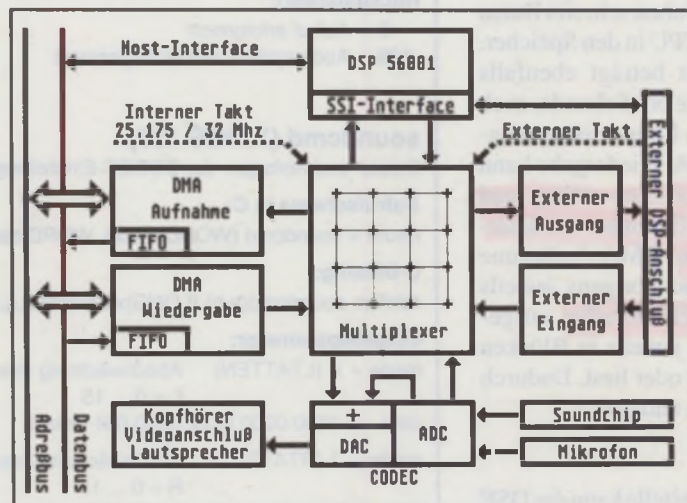 Host-Interface
DSP 56001
SSI-Interface
Interner Takt
25.175 / 32 Mhz
Externer Takt
DMA
Aufnahme
FIFO
DMA
Wiedergabe
FIFO
Multiplexer
Externer
Ausgang
Externer
Eingang
Externer DSP-Anschluß
Adreßbus
Datenbus
Kopfhörer
Videoanschluß
Lautsprecher
+
DAC
ADC
CODEC
Soundchip
Mikrofon